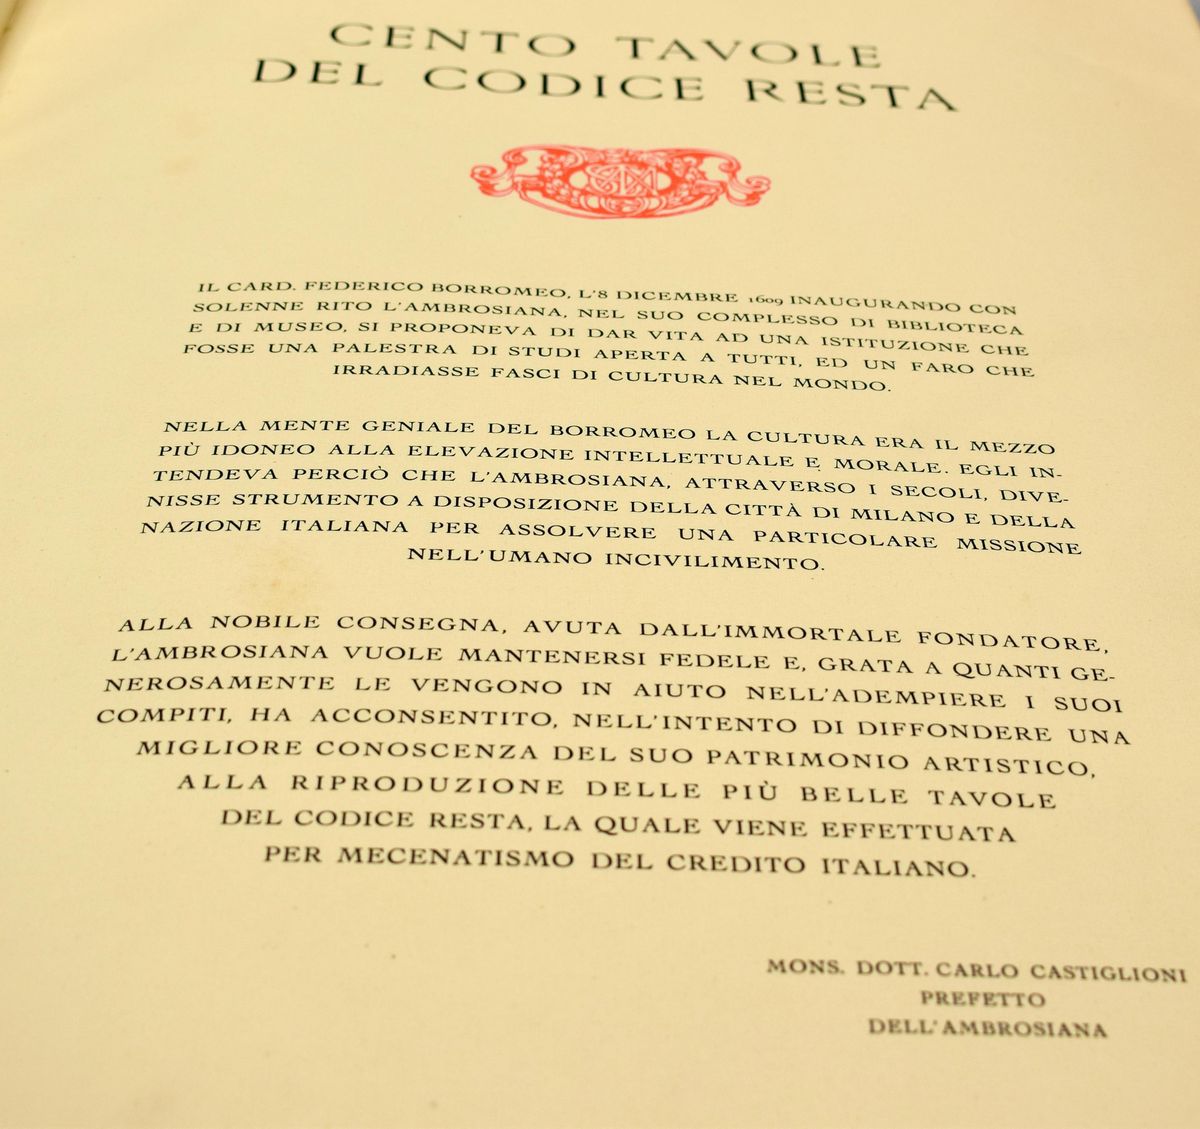 CENTO TAVOLE
DEL CODICE RESTA
IL CARD. FEDERICO BORROMEO, L'8 DICEMBRE 1609 INAUGURANDO CON
SOLENNE RITO L'AMBROSIANA, NEL SUO COMPLESSO DI BIBLIOTECA
E DI MUSEO, SI PROPONEVA DI DAR VITA AD UNA ISTITUZIONE CHE
FOSSE UNA PALESTRA DI STUDI APERTA A TUTTI, ED UN FARO CHE
IRRADIASSE FASCI DI CULTURA NEL MONDO.
NELLA MENTE GENIALE DEL BORROMEO LA CULTURA ERA IL MEZZO
PIÙ IDONEO ALLA ELEVAZIONE INTELLETTUALE E MORALE. EGLI IN-
TENDEVA PERCIÒ CHE L'AMBROSIANA, ATTRAVERSO I SECOLI, DIVE-
NISSE STRUMENTO A DISPOSIZIONE DELLA CITTÀ DI MILANO E DELLA
NAZIONE ITALIANA PER ASSOLVERE UNA PARTICOLARE MISSIONE
NELL'UMANO INCIVILIMENTO.
ALLA NOBILE CONSEGNA, AVUTA DALL'IMMORTALE FONDATORE,
L'AMBROSIANA VUOLE MANTENERSI FEDELE E, GRATA A QUANTI GE-
NEROSAMENTE LE VENGONO IN AIUTO NELL'ADEMPIERE I SUOI
COMPITI, HA ACCONSENTITO, NELL'INTENTO DI DIFFONDERE UNA
MIGLIORE CONOSCENZA DEL SUO PATRIMONIO ARTISTICO,
ALLA RIPRODUZIONE DELLE PIÙ BELLE TAVOLE
DEL CODICE RESTA, LA QUALE VIENE EFFETTUATA
PER MECENATISMO DEL CREDITO ITALIANO.
MONS. DOTT. CARLO CASTIGLIONI
PREFETTO
DELL'AMBROSIANA